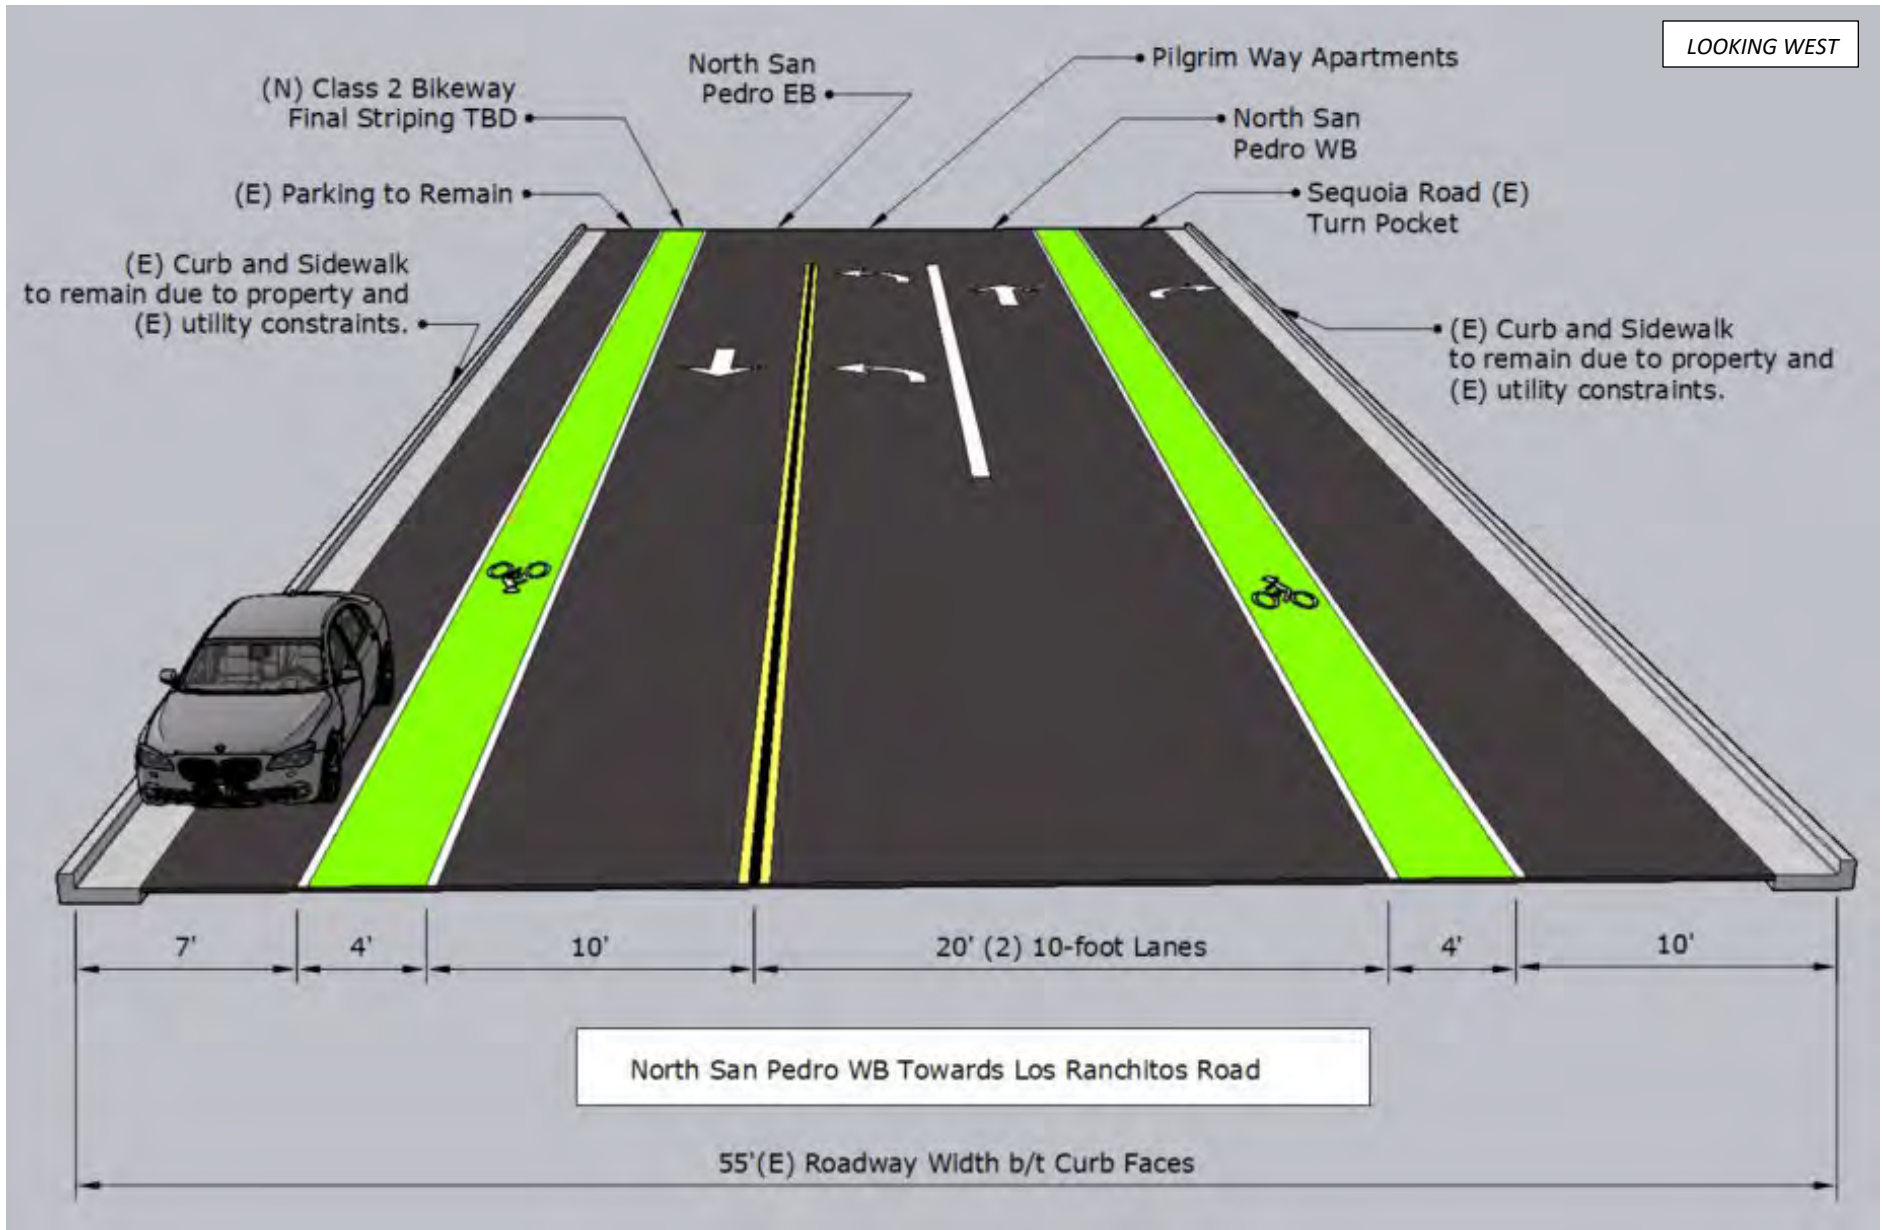 LOOKING WEST
(N) Class 2 Bikeway
Final Striping TBD
North San
Pedro EB
Pilgrim Way Apartments
North San
Pedro WB
(E) Parking to Remain
Sequoia Road (E)
Turn Pocket
(E) Curb and Sidewalk
to remain due to property and
(E) utility constraints.
(E) Curb and Sidewalk
to remain due to property and
(E) utility constraints.
7'
4'
10'
20' (2) 10-foot Lanes
4'
10'
North San Pedro WB Towards Los Ranchitos Road
55'(E) Roadway Width b/t Curb Faces